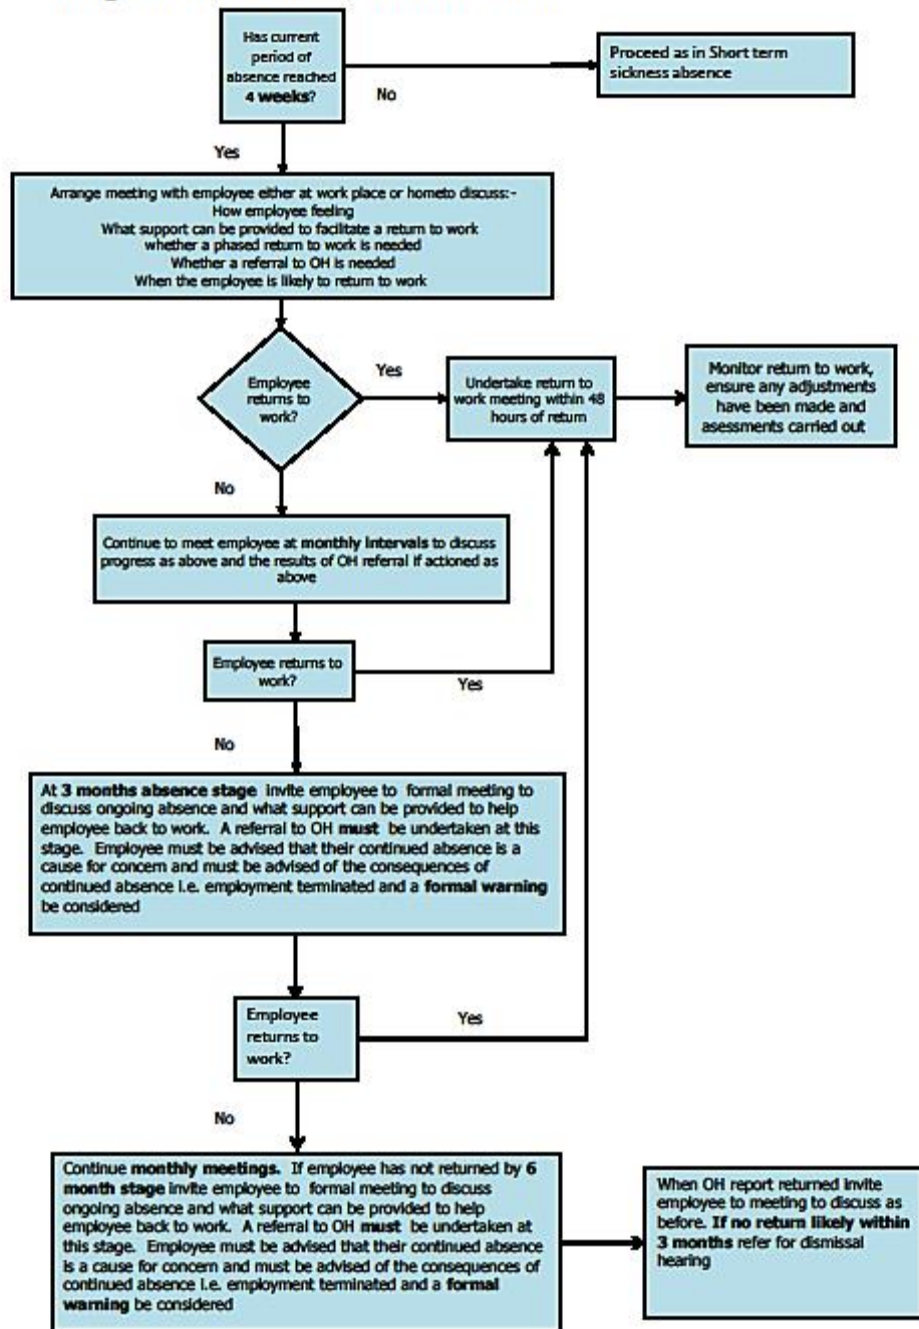 Has current
period of
absence reached
4 weeks?
Proceed as in Short term
sickness absence
No
Yes
Arrange meeting with employee either at work place or hometo discuss:-
How employee feeling
What support can be provided to facilitate a return to work
whether a phased return to work is needed
Whether a referral to OH is needed
When the employee is likely to return to work
Employee
returns to
work?
Yes
Undertake return to
work meeting within 48
hours of return
Monitor return to work,
ensure any adjustments
have been made and
asessments carried out
No
Continue to meet employee at monthly intervals to discuss
progress as above and the results of OH referral if actioned as
above
Employee returns to
work?
Yes
No
At 3 months absence stage invite employee to formal meeting to
discuss ongoing absence and what support can be provided to help
employee back to work. A referral to OH must be undertaken at this
stage. Employee must be advised that their continued absence is a
cause for concern and must be advised of the consequences of
continued absence i.e. employment terminated and a formal warning
be considered
Employee
returns to
work?
Yes
No
Continue monthly meetings. If employee has not returned by 6
month stage invite employee to formal meeting to discuss
ongoing absence and what support can be provided to help
employee back to work. A referral to OH must be undertaken at
this stage. Employee must be advised that their continued absence
is a cause for concern and must be advised of the consequences of
continued absence i.e. employment terminated and a formal
warning be considered
When OH report returned invite
employee to meeting to discuss as
before. If no return likely within
3 months refer for dismissal
hearing